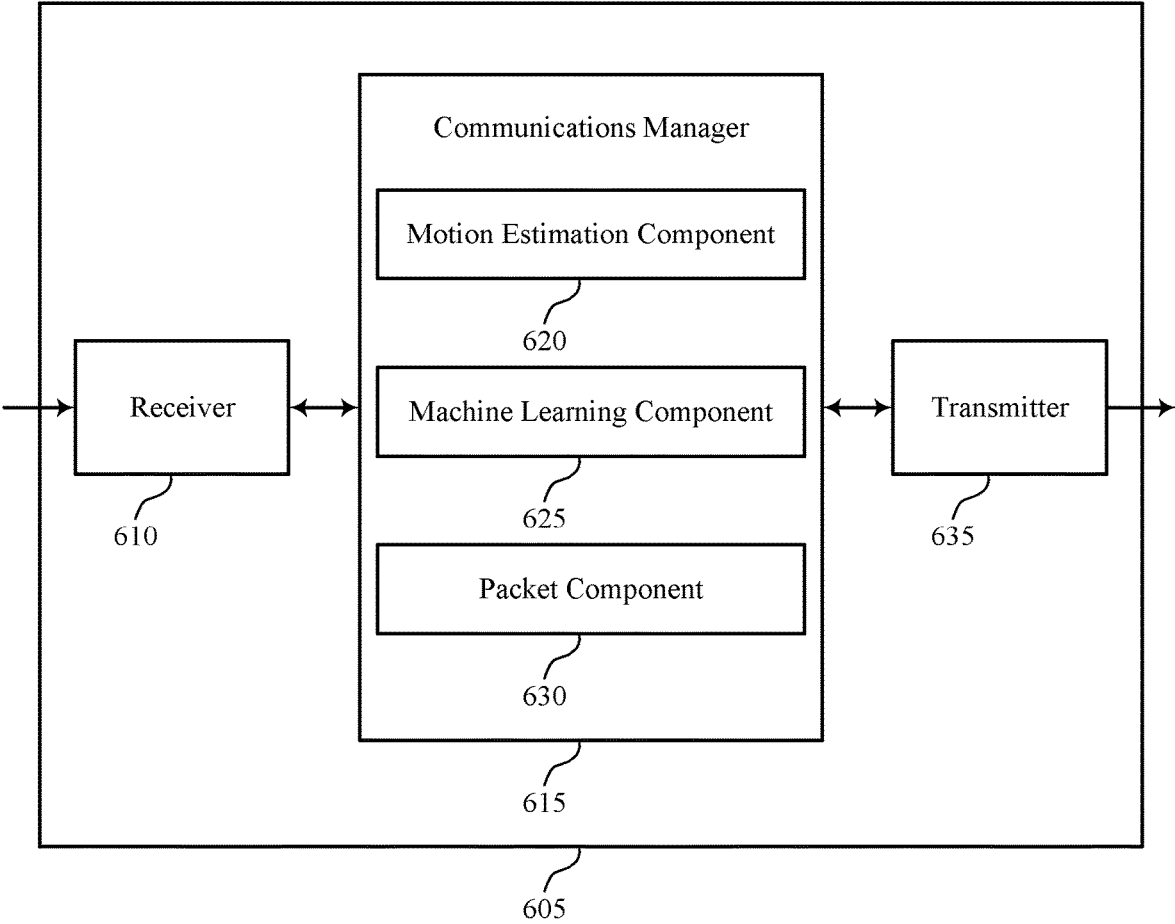 Communications Manager
Motion Estimation Component
620
Receiver
610
Machine Learning Component
625
Transmitter
635
Packet Component
630
615
605